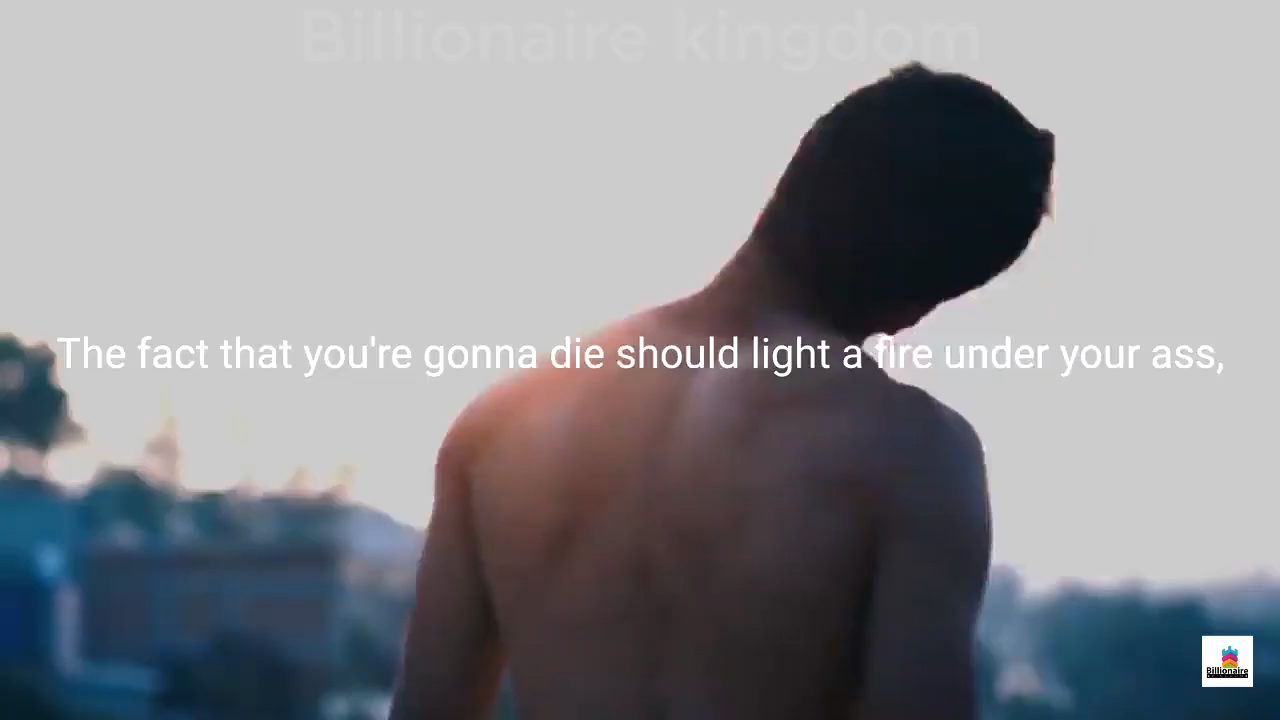 Billionaire kingdom
The fact that you're gonna die should light a fire under your ass,
Billionaire